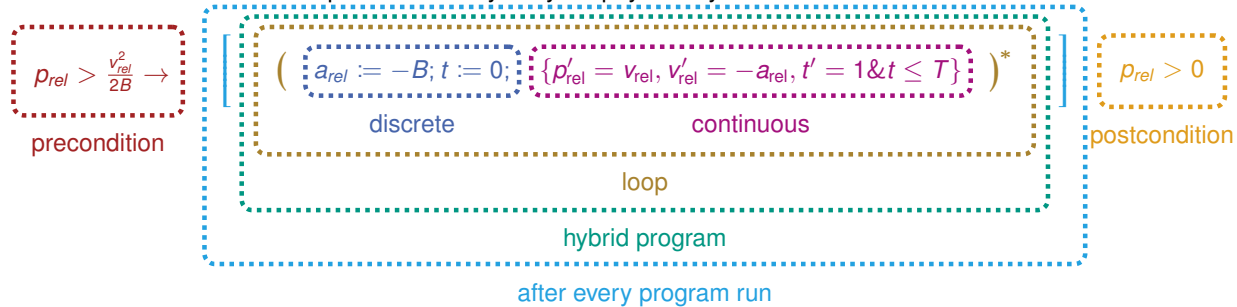 p_rel > v_rel^2/2B → [ ( a_rel := −B; t := 0; {p′_rel = v_rel, v′_rel = −a_rel, t′ = 1&t ≤ T} )* ] p_rel > 0
discrete
continuous
precondition
postcondition
loop
hybrid program
after every program run